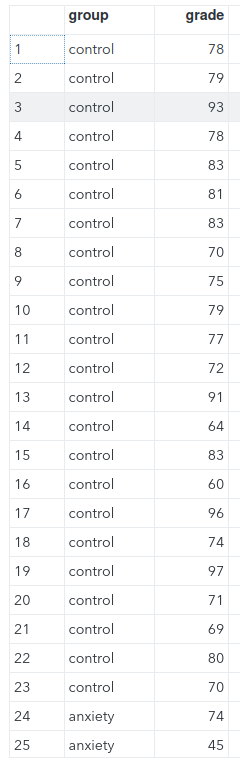 group grade
1 control 78
2 control 79
3 control 93
4 control 78
5 control 83
6 control 81
7 control 83
8 control 70
9 control 75
10 control 79
11 control 77
12 control 72
13 control 91
14 control 64
15 control 83
16 control 60
17 control 96
18 control 74
19 control 97
20 control 71
21 control 69
22 control 80
23 control 70
24 anxiety 74
25 anxiety 45